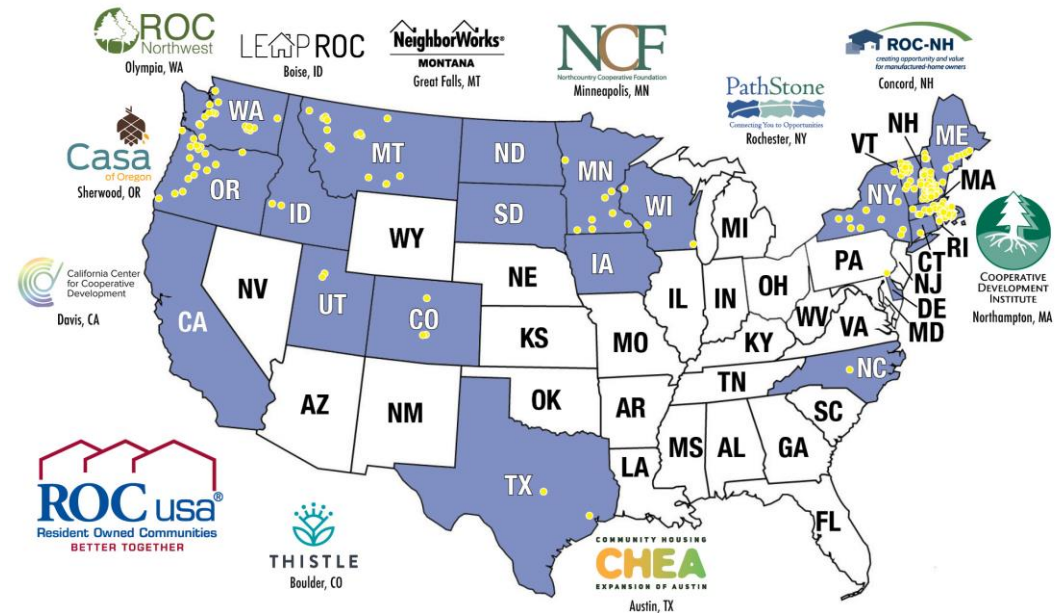 ROC
Northwest
Olympia, WA
LEAP ROC
Boise, ID
NeighborWorks®
MONTANA
Great Falls, MT
NCF
Northcountry Cooperative Foundation
Minneapolis, MN
PathStone
Connecting You to Opportunities
Rochester, NY
ROC-NH
creating opportunity and value
for manufactured-home owners
Concord, NH
Casa
of Oregon
Sherwood, OR
California Center
for Cooperative
Development
Davis, CA
COOPERATIVE
DEVELOPMENT
INSTITUTE
Northampton, MA
WA
MT
ND
MN
VT
NH
ME
OR
ID
SD
WI
NY
MA
WY
MI
RI
IA
PA
CT
NE
NJ
NV
UT
CO
IL
IN
OH
DE
CA
WV
VA
MD
KS
MO
KY
NC
AZ
NM
OK
TN
AR
SC
MS
AL
GA
TX
LA
FL
ROC USA®
Resident Owned Communities
BETTER TOGETHER
THISTLE
Boulder, CO
COMMUNITY HOUSING
CHEA
EXPANSION OF AUSTIN
Austin, TX